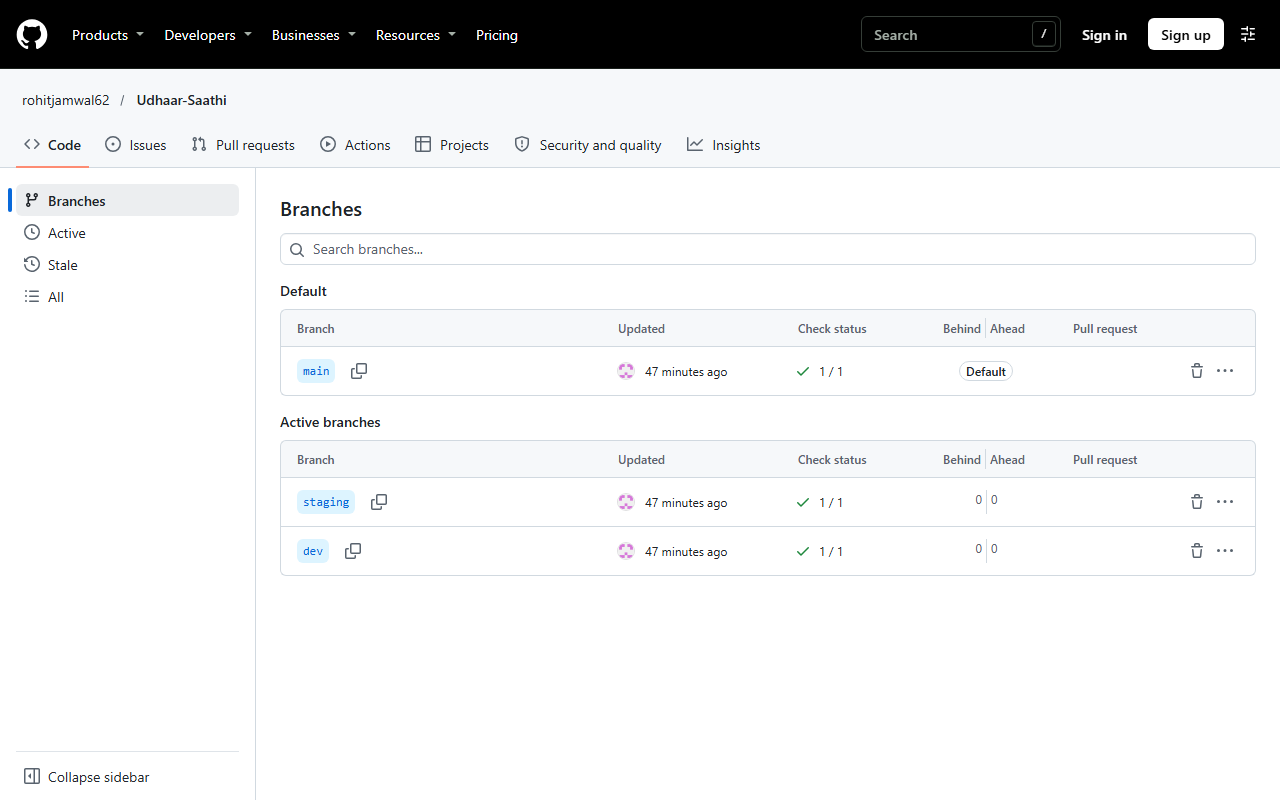 Products Developers Businesses Resources Pricing Search / Sign in Sign up
rohitjamwal62 / Udhaar-Saathi
Code Issues Pull requests Actions Projects Security and quality Insights
Branches
Active
Stale
All
Collapse sidebar
Branches
Search branches...
Default
Branch Updated Check status Behind Ahead Pull request
main 47 minutes ago 1 / 1 Default
Active branches
Branch Updated Check status Behind Ahead Pull request
staging 47 minutes ago 1 / 1 0 0
dev 47 minutes ago 1 / 1 0 0